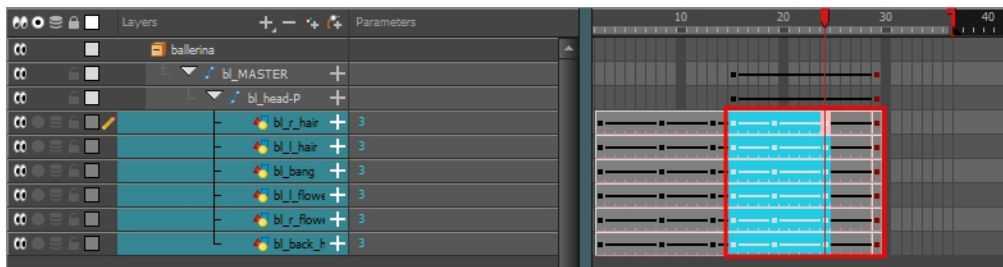 Layers Parameters 10 20 30 40
ballerina
bl_MASTER
bl_head-P
bl_r_hair 3
bl_l_hair 3
bl_bang 3
bl_l_flowe 3
bl_r_flowe 3
bl_back_h 3